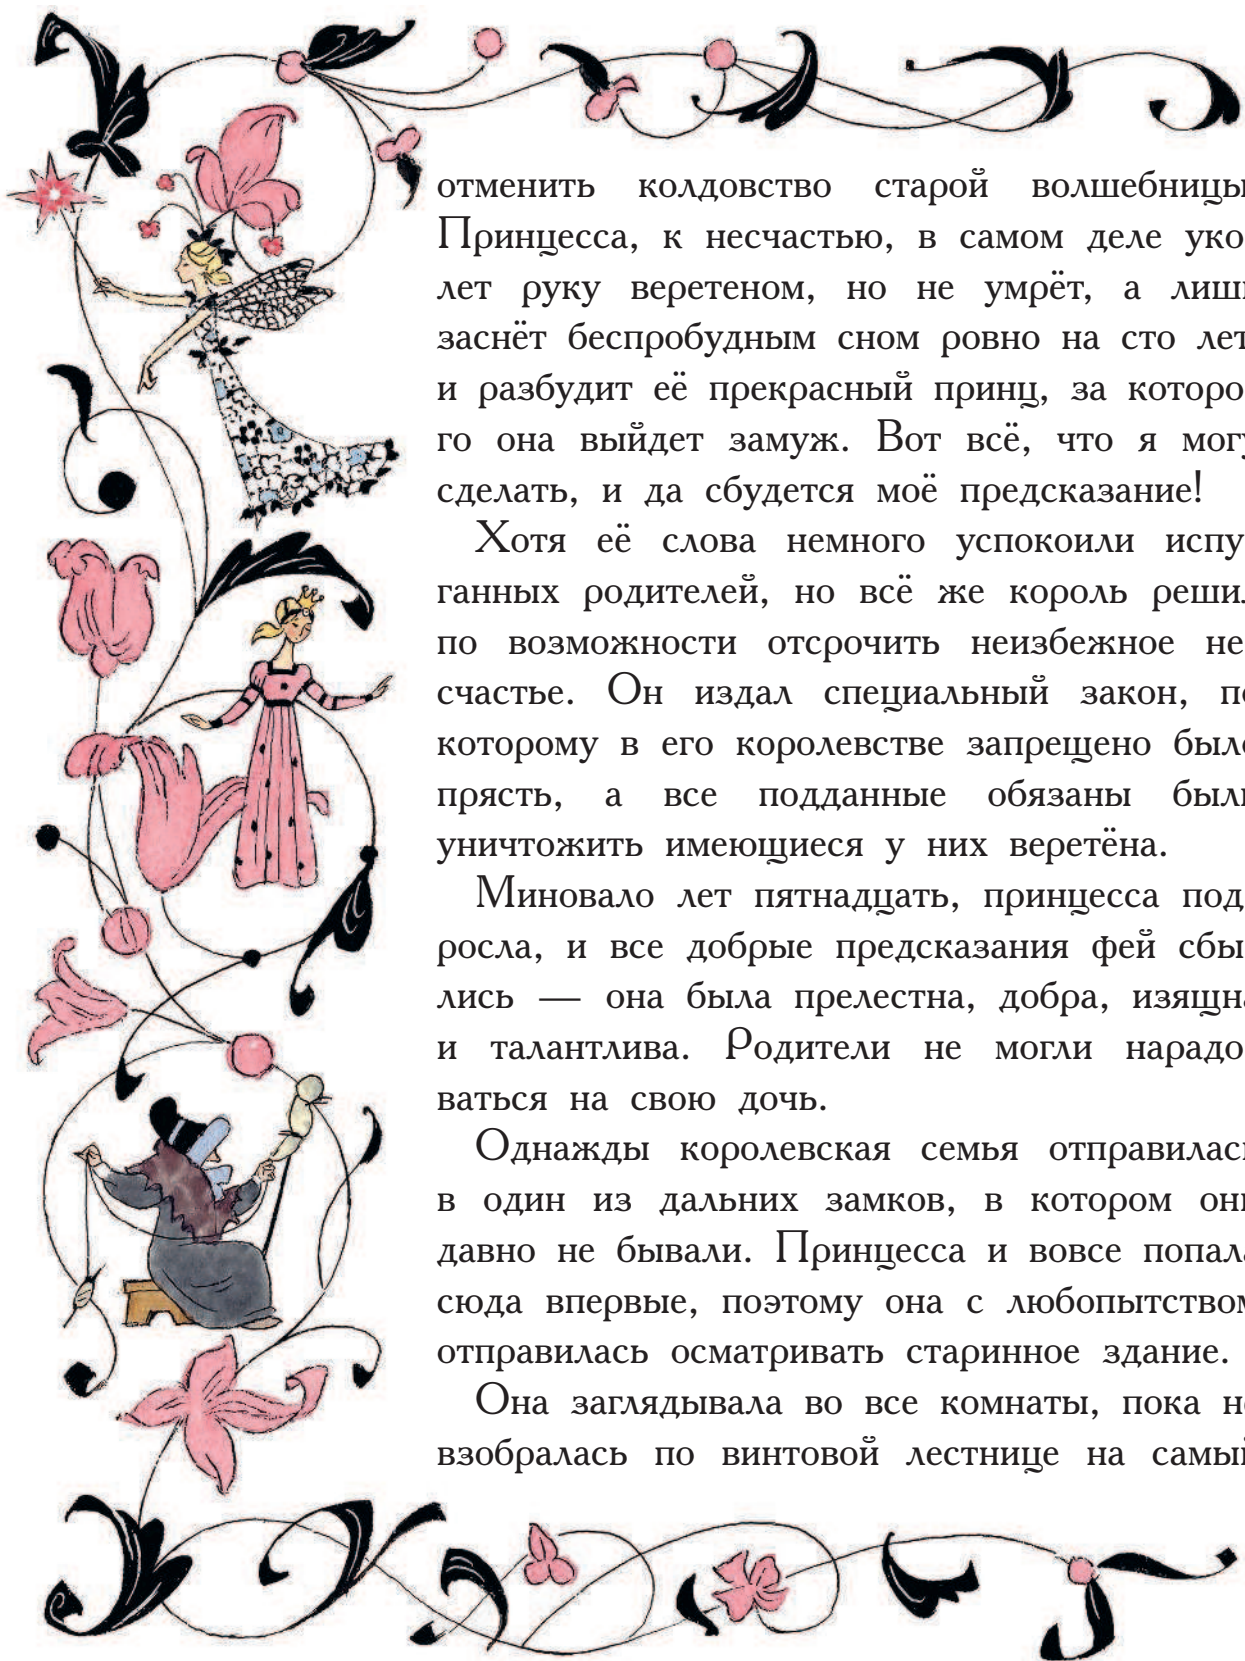 отменить колдовство старой волшебницы
Принцесса, к несчастью, в самом деле уко
лет руку веретеном, но не умрёт, а лишь
заснёт беспробудным сном ровно на сто лет
и разбудит её прекрасный принц, за которо
го она выйдет замуж. Вот всё, что я могу
сделать, и да сбудется моё предсказание!
Хотя её слова немного успокоили испу
ганных родителей, но всё же король решил
по возможности отсрочить неизбежное не
счастье. Он издал специальный закон, по
которому в его королевстве запрещено было
прясть, а все подданные обязаны были
уничтожить имеющиеся у них веретёна.
Миновало лет пятнадцать, принцесса под
росла, и все добрые предсказания фей сбы
лись — она была прелестна, добра, изящна
и талантлива. Родители не могли нарадо
ваться на свою дочь.
Однажды королевская семья отправилась
в один из дальних замков, в котором они
давно не бывали. Принцесса и вовсе попала
сюда впервые, поэтому она с любопытством
отправилась осматривать старинное здание.
Она заглядывала во все комнаты, пока не
взобралась по винтовой лестнице на самый